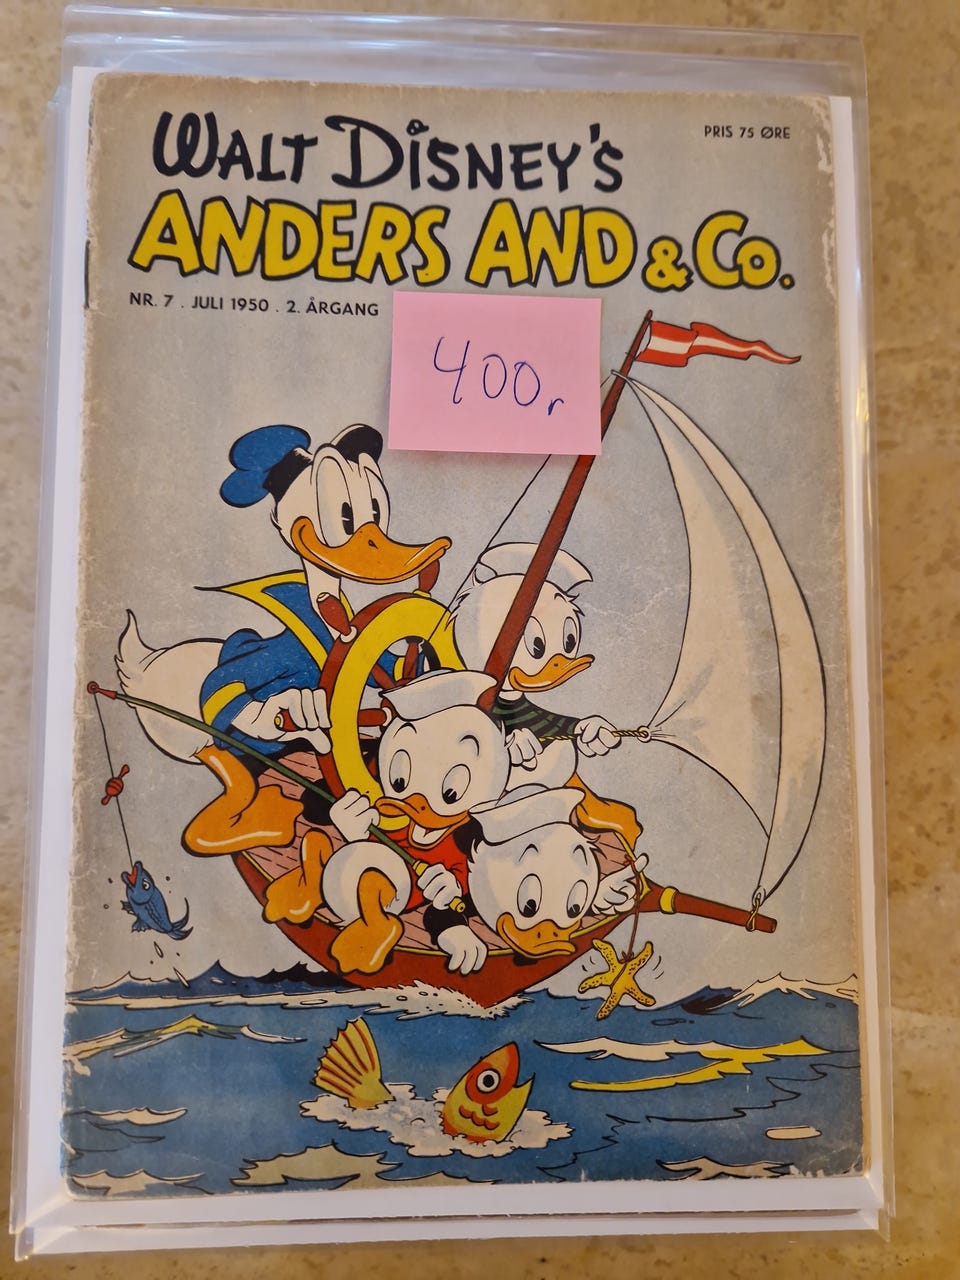 WALT DISNEY'S
PRIS 75 ØRE
ANDERS AND & Co.
NR. 7 . JULI 1950 . 2. ÅRGANG
400,r